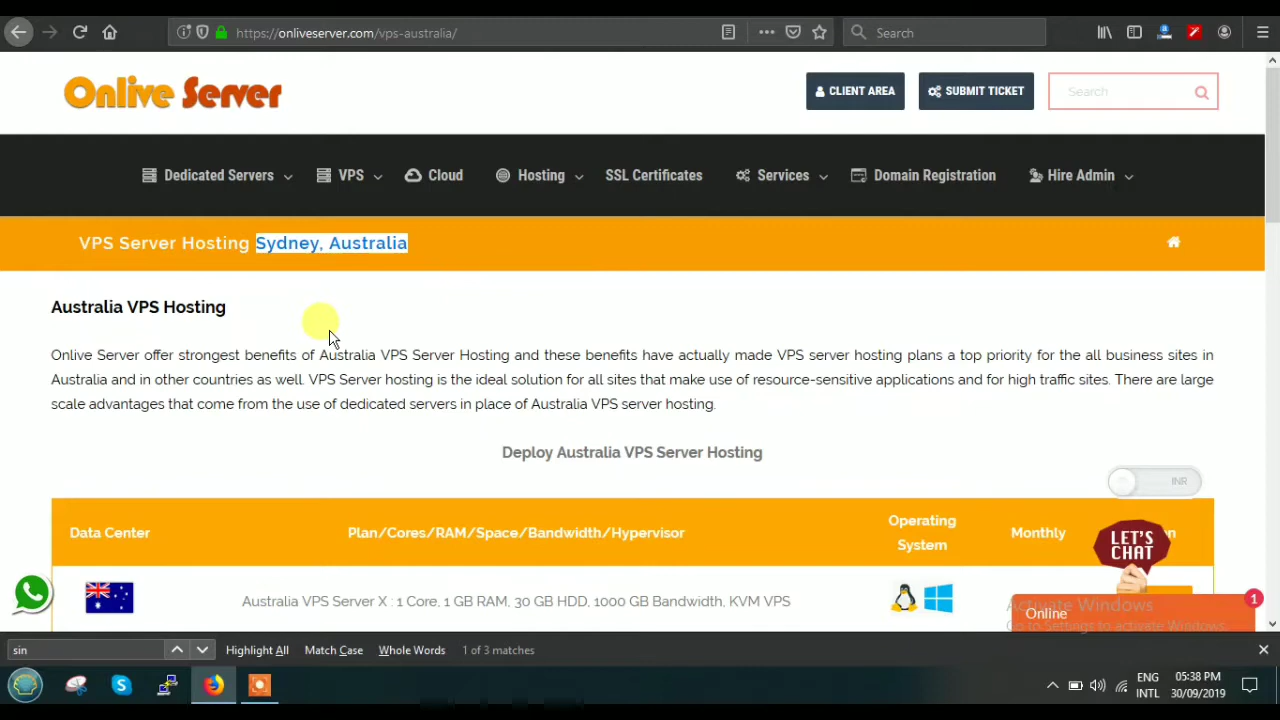 https://onliveserver.com/vps-australia/
Search
Onlive Server
CLIENT AREA
SUBMIT TICKET
Search
Dedicated Servers
VPS
Cloud
Hosting
SSL Certificates
Services
Domain Registration
Hire Admin
VPS Server Hosting Sydney, Australia
Australia VPS Hosting
Onlive Server offer strongest benefits of Australia VPS Server Hosting and these benefits have actually made VPS server hosting plans a top priority for the all business sites in
Australia and in other countries as well. VPS Server hosting is the ideal solution for all sites that make use of resource-sensitive applications and for high traffic sites. There are large
scale advantages that come from the use of dedicated servers in place of Australia VPS server hosting.
Deploy Australia VPS Server Hosting
INR
Data Center
Plan/Cores/RAM/Space/Bandwidth/Hypervisor
Operating
System
Monthly
LET'S
CHAT
Australia VPS Server X : 1 Core, 1 GB RAM, 30 GB HDD, 1000 GB Bandwidth, KVM VPS
1
Activate Windows
Go to Settings to activate Windows.
Online
sin
Highlight All
Match Case
Whole Words
1 of 3 matches
ENG
INTL
05:38 PM
30/09/2019